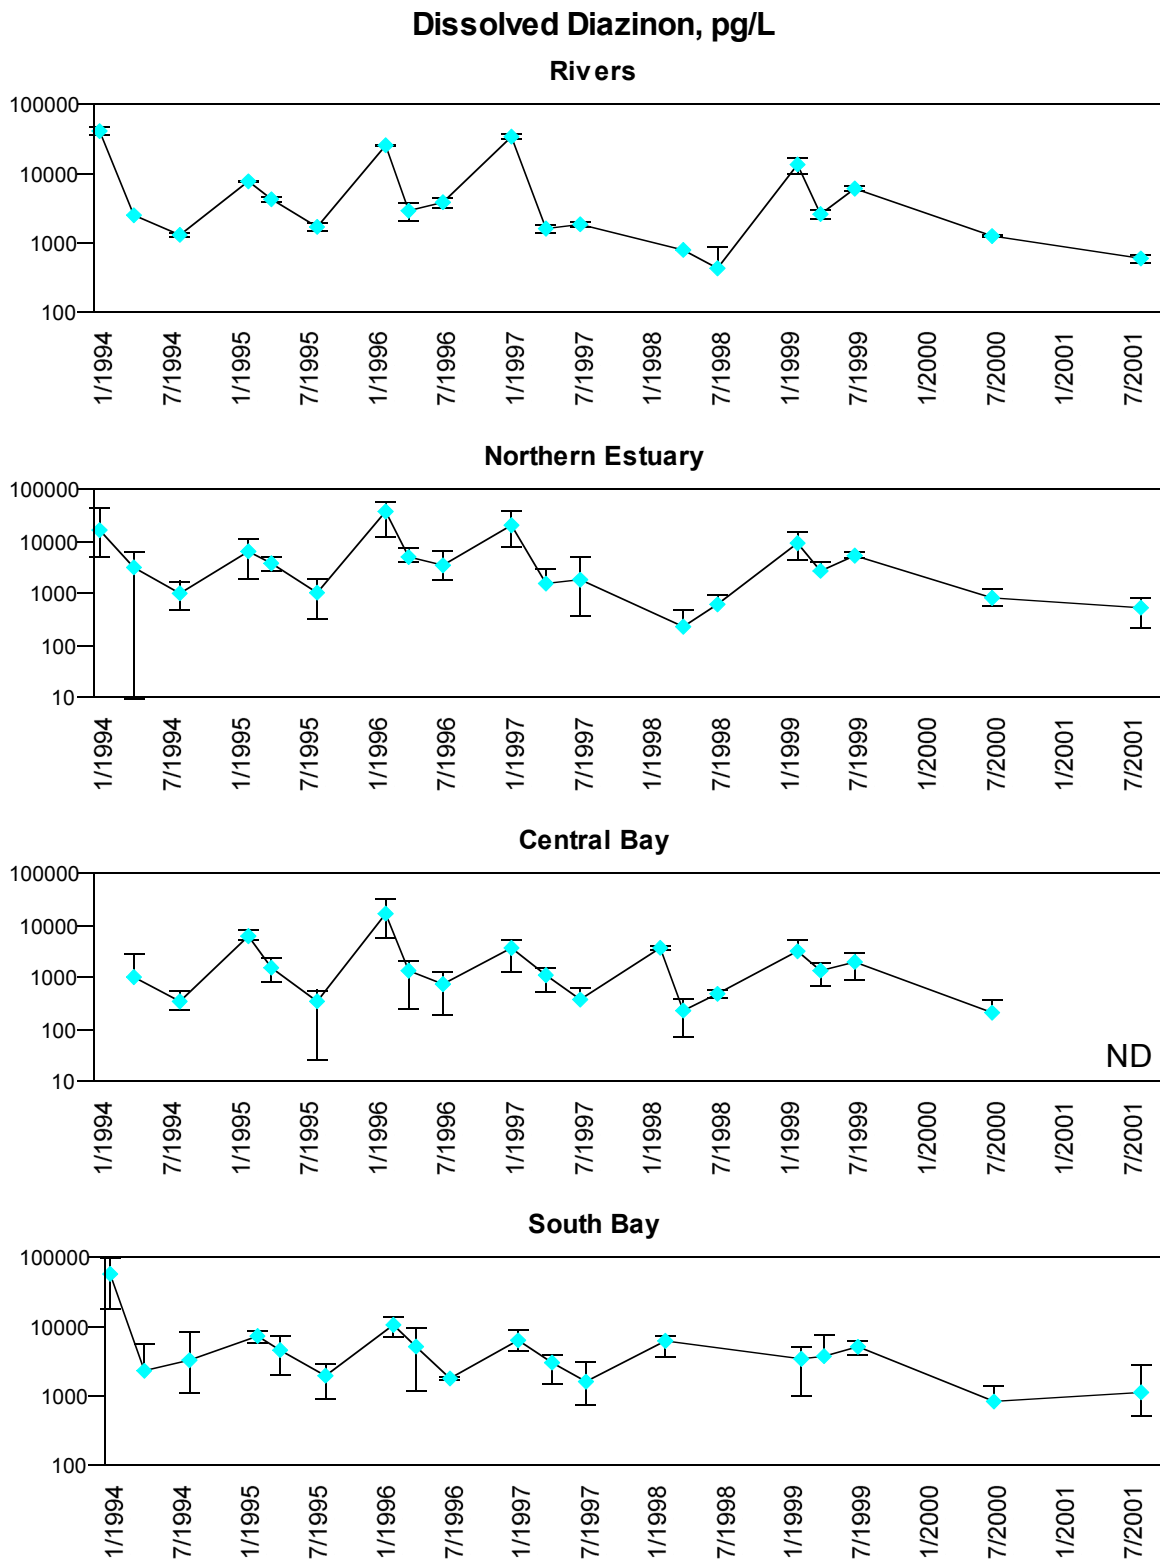 Dissolved Diazinon, pg/L
Rivers
100000
10000
1000
100
1/1994 7/1994 1/1995 7/1995 1/1996 7/1996 1/1997 7/1997 1/1998 7/1998 1/1999 7/1999 1/2000 7/2000 1/2001 7/2001
Northern Estuary
100000
10000
1000
100
10
1/1994 7/1994 1/1995 7/1995 1/1996 7/1996 1/1997 7/1997 1/1998 7/1998 1/1999 7/1999 1/2000 7/2000 1/2001 7/2001
Central Bay
100000
10000
1000
100
ND
10
1/1994 7/1994 1/1995 7/1995 1/1996 7/1996 1/1997 7/1997 1/1998 7/1998 1/1999 7/1999 1/2000 7/2000 1/2001 7/2001
South Bay
100000
10000
1000
100
1/1994 7/1994 1/1995 7/1995 1/1996 7/1996 1/1997 7/1997 1/1998 7/1998 1/1999 7/1999 1/2000 7/2000 1/2001 7/2001